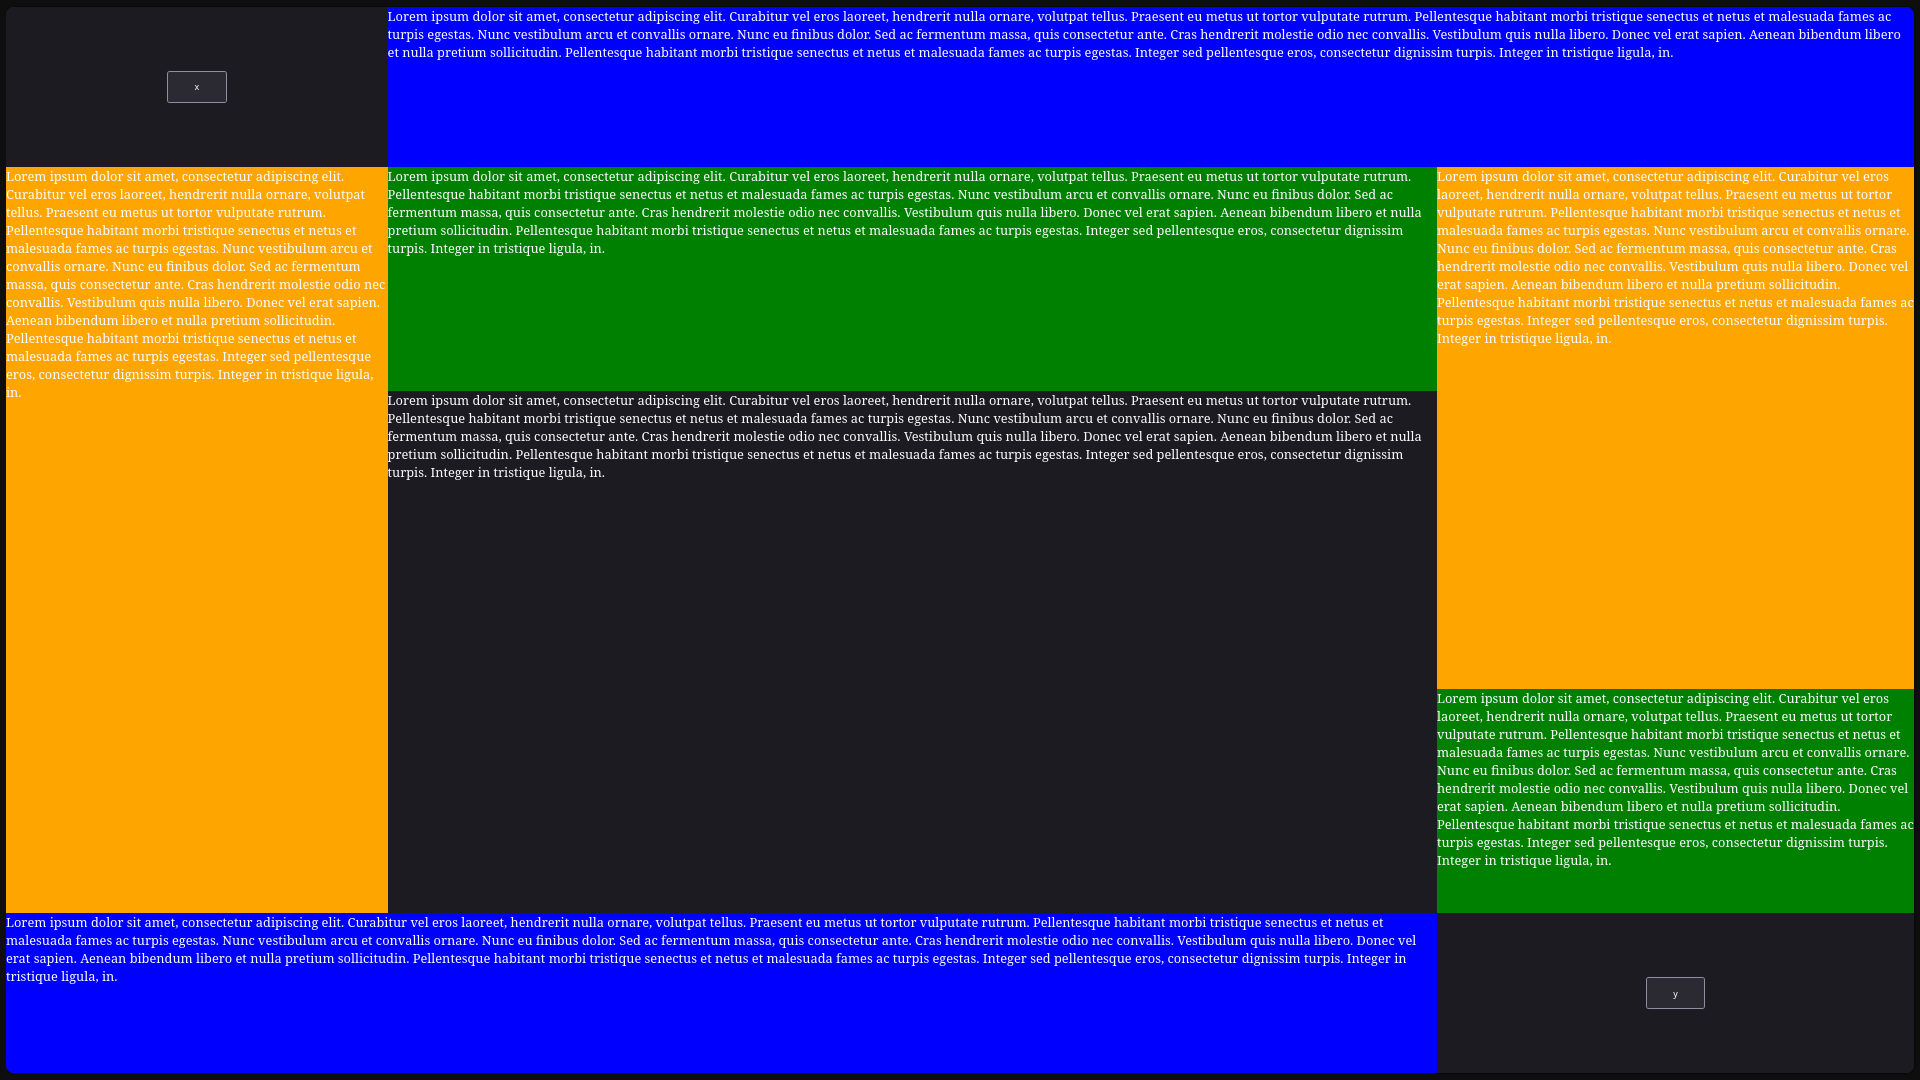 x
Lorem ipsum dolor sit amet, consectetur adipiscing elit. Curabitur vel eros laoreet, hendrerit nulla ornare, volutpat tellus. Praesent eu metus ut tortor vulputate rutrum. Pellentesque habitant morbi tristique senectus et netus et malesuada fames ac
turpis egestas. Nunc vestibulum arcu et convallis ornare. Nunc eu finibus dolor. Sed ac fermentum massa, quis consectetur ante. Cras hendrerit molestie odio nec convallis. Vestibulum quis nulla libero. Donec vel erat sapien. Aenean bibendum libero
et nulla pretium sollicitudin. Pellentesque habitant morbi tristique senectus et netus et malesuada fames ac turpis egestas. Integer sed pellentesque eros, consectetur dignissim turpis. Integer in tristique ligula, in.
Lorem ipsum dolor sit amet, consectetur adipiscing elit.
Curabitur vel eros laoreet, hendrerit nulla ornare, volutpat
tellus. Praesent eu metus ut tortor vulputate rutrum.
Pellentesque habitant morbi tristique senectus et netus et
malesuada fames ac turpis egestas. Nunc vestibulum arcu et
convallis ornare. Nunc eu finibus dolor. Sed ac fermentum
massa, quis consectetur ante. Cras hendrerit molestie odio nec
convallis. Vestibulum quis nulla libero. Donec vel erat sapien.
Aenean bibendum libero et nulla pretium sollicitudin.
Pellentesque habitant morbi tristique senectus et netus et
malesuada fames ac turpis egestas. Integer sed pellentesque
eros, consectetur dignissim turpis. Integer in tristique ligula,
in.
Lorem ipsum dolor sit amet, consectetur adipiscing elit. Curabitur vel eros laoreet, hendrerit nulla ornare, volutpat tellus. Praesent eu metus ut tortor vulputate rutrum.
Pellentesque habitant morbi tristique senectus et netus et malesuada fames ac turpis egestas. Nunc vestibulum arcu et convallis ornare. Nunc eu finibus dolor. Sed ac
fermentum massa, quis consectetur ante. Cras hendrerit molestie odio nec convallis. Vestibulum quis nulla libero. Donec vel erat sapien. Aenean bibendum libero et nulla
pretium sollicitudin. Pellentesque habitant morbi tristique senectus et netus et malesuada fames ac turpis egestas. Integer sed pellentesque eros, consectetur dignissim
turpis. Integer in tristique ligula, in.
Lorem ipsum dolor sit amet, consectetur adipiscing elit. Curabitur vel eros laoreet, hendrerit nulla ornare, volutpat tellus. Praesent eu metus ut tortor vulputate rutrum.
Pellentesque habitant morbi tristique senectus et netus et malesuada fames ac turpis egestas. Nunc vestibulum arcu et convallis ornare. Nunc eu finibus dolor. Sed ac
fermentum massa, quis consectetur ante. Cras hendrerit molestie odio nec convallis. Vestibulum quis nulla libero. Donec vel erat sapien. Aenean bibendum libero et nulla
pretium sollicitudin. Pellentesque habitant morbi tristique senectus et netus et malesuada fames ac turpis egestas. Integer sed pellentesque eros, consectetur dignissim
turpis. Integer in tristique ligula, in.
Lorem ipsum dolor sit amet, consectetur adipiscing elit. Curabitur vel eros
laoreet, hendrerit nulla ornare, volutpat tellus. Praesent eu metus ut tortor
vulputate rutrum. Pellentesque habitant morbi tristique senectus et netus et
malesuada fames ac turpis egestas. Nunc vestibulum arcu et convallis ornare.
Nunc eu finibus dolor. Sed ac fermentum massa, quis consectetur ante. Cras
hendrerit molestie odio nec convallis. Vestibulum quis nulla libero. Donec vel
erat sapien. Aenean bibendum libero et nulla pretium sollicitudin.
Pellentesque habitant morbi tristique senectus et netus et malesuada fames ac
turpis egestas. Integer sed pellentesque eros, consectetur dignissim turpis.
Integer in tristique ligula, in.
Lorem ipsum dolor sit amet, consectetur adipiscing elit. Curabitur vel eros
laoreet, hendrerit nulla ornare, volutpat tellus. Praesent eu metus ut tortor
vulputate rutrum. Pellentesque habitant morbi tristique senectus et netus et
malesuada fames ac turpis egestas. Nunc vestibulum arcu et convallis ornare.
Nunc eu finibus dolor. Sed ac fermentum massa, quis consectetur ante. Cras
hendrerit molestie odio nec convallis. Vestibulum quis nulla libero. Donec vel
erat sapien. Aenean bibendum libero et nulla pretium sollicitudin.
Pellentesque habitant morbi tristique senectus et netus et malesuada fames ac
turpis egestas. Integer sed pellentesque eros, consectetur dignissim turpis.
Integer in tristique ligula, in.
Lorem ipsum dolor sit amet, consectetur adipiscing elit. Curabitur vel eros laoreet, hendrerit nulla ornare, volutpat tellus. Praesent eu metus ut tortor vulputate rutrum. Pellentesque habitant morbi tristique senectus et netus et
malesuada fames ac turpis egestas. Nunc vestibulum arcu et convallis ornare. Nunc eu finibus dolor. Sed ac fermentum massa, quis consectetur ante. Cras hendrerit molestie odio nec convallis. Vestibulum quis nulla libero. Donec vel
erat sapien. Aenean bibendum libero et nulla pretium sollicitudin. Pellentesque habitant morbi tristique senectus et netus et malesuada fames ac turpis egestas. Integer sed pellentesque eros, consectetur dignissim turpis. Integer in
tristique ligula, in.
y